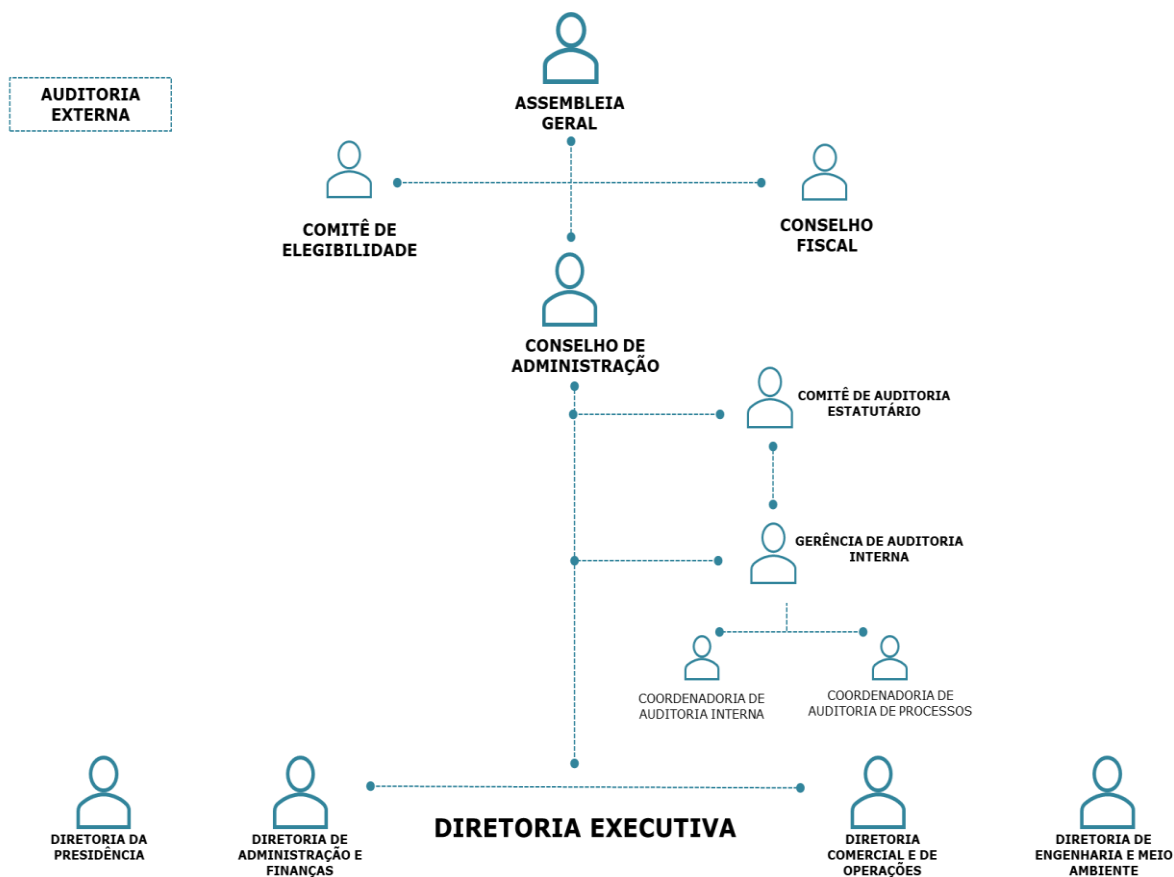 AUDITORIA
EXTERNA
ASSEMBLEIA
GERAL
COMITÊ DE
ELEGIBILIDADE
CONSELHO
FISCAL
CONSELHO DE
ADMINISTRAÇÃO
COMITÊ DE AUDITORIA
ESTATUTÁRIO
GERÊNCIA DE AUDITORIA
INTERNA
COORDENADORIA DE
AUDITORIA INTERNA
COORDENADORIA DE
AUDITORIA DE PROCESSOS
DIRETORIA EXECUTIVA
DIRETORIA DA
PRESIDÊNCIA
DIRETORIA DE
ADMINISTRAÇÃO E
FINANÇAS
DIRETORIA
COMERCIAL E DE
OPERAÇÕES
DIRETORIA DE
ENGENHARIA E MEIO
AMBIENTE